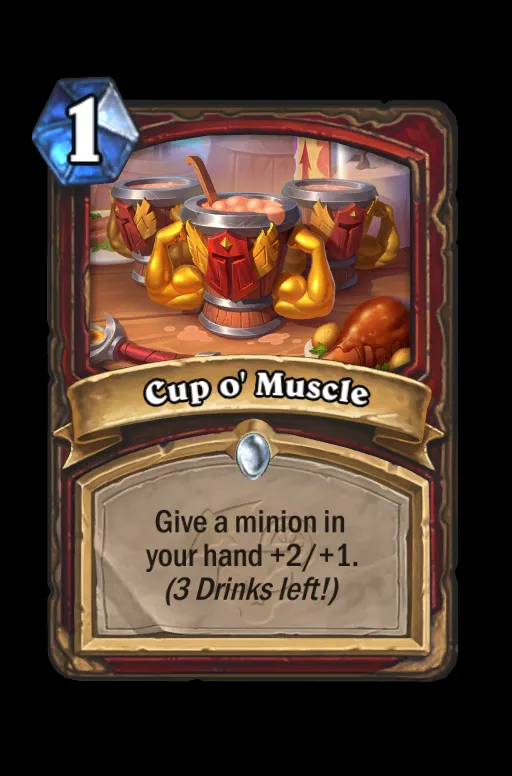 1
Cup o' Muscle
Give a minion in
your hand +2/+1.
(3 Drinks left!)